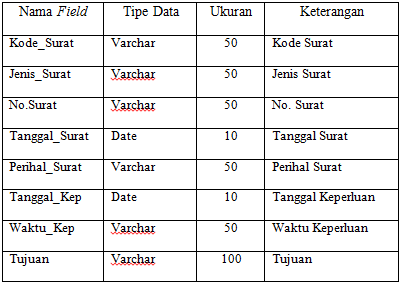 Nama Field Tipe Data Ukuran Keterangan
Kode_Surat Varchar 50 Kode Surat
Jenis_Surat Varchar 50 Jenis Surat
No.Surat Varchar 50 No. Surat
Tanggal_Surat Date 10 Tanggal Surat
Perihal_Surat Varchar 50 Perihal Surat
Tanggal_Kep Date 10 Tanggal Keperluan
Waktu_Kep Varchar 50 Waktu Keperluan
Tujuan Varchar 100 Tujuan